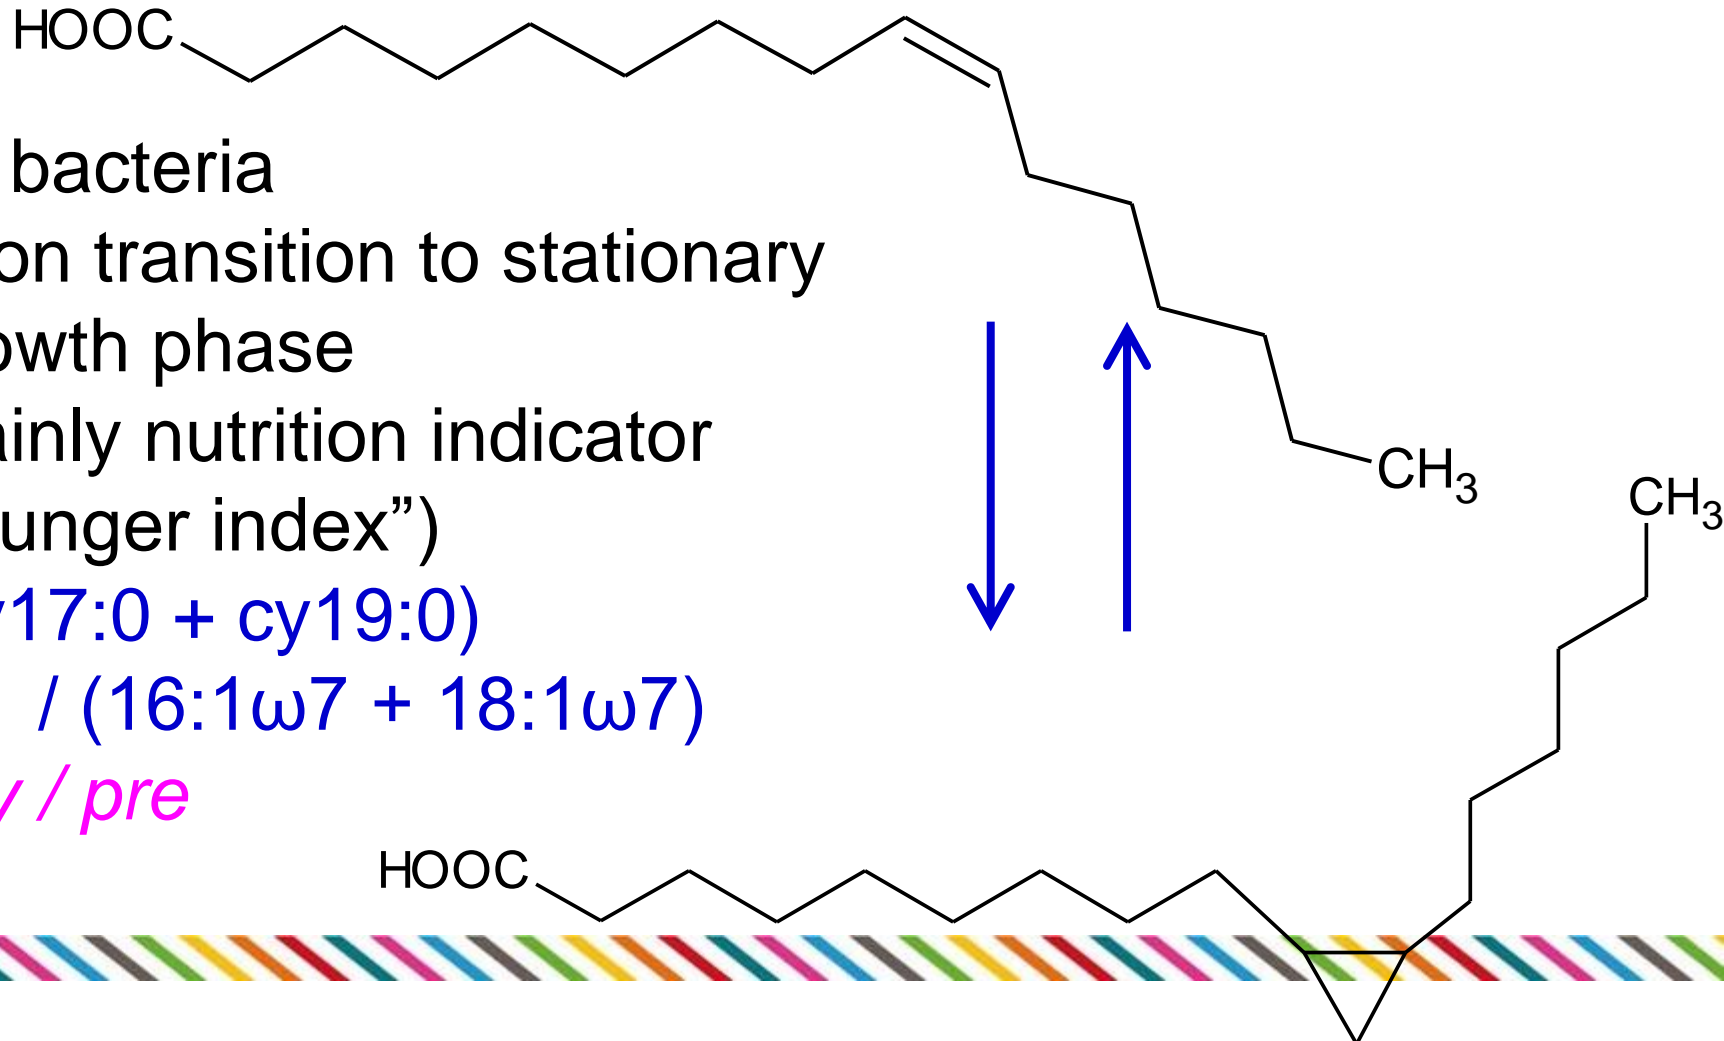 HOOC
bacteria
on transition to stationary
owth phase
ainly nutrition indicator
unger index”)
17:0 + cy19:0)
/ (16:1ω7 + 18:1ω7)
y / pre
CH3
CH3
HOOC